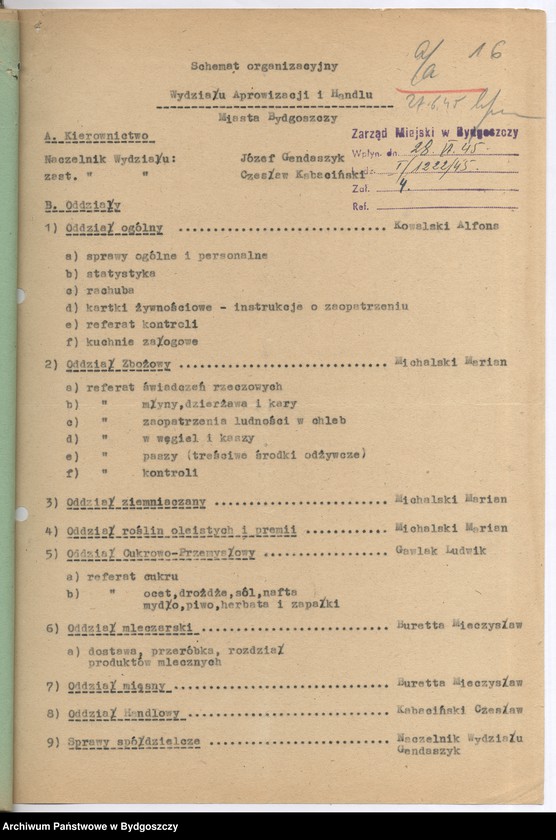 16
a/a
Schemat organizacyjny
Wydziału Aprowizacji i Handlu
27.6.45
Miasta Bydgoszczy
A. Kierownictwo
Zarząd Miejski w Bydgoszczy
Naczelnik Wydziału: Józef Gendaszyk
Wpłyn. dn. 28. VI. 45.
zast. " " Czesław Kabaciński
I/1222/45.
Zał. 4.
Ref.
B. Oddziały
1) Oddział ogólny .............................. Kowalski Alfons
a) sprawy ogólne i personalne
b) statystyka
c) rachuba
d) kartki żywnościowe - instrukcje o zaopatrzeniu
e) referat kontroli
f) kuchnie załogowe
2) Oddział Zbożowy .............................. Michalski Marian
a) referat świadczeń rzeczowych
b) " młyny,dzierżawa i kary
c) " zaopatrzenia ludności w chleb
d) " w węgiel i kaszy
e) " paszy (treściwe środki odżywcze)
f) " kontroli
3) Oddział ziemniaczany ......................... Michalski Marian
4) Oddział roślin oleistych i premii ............ Michalski Marian
5) Oddział Cukrowo-Przemysłowy .................. Gawlak Ludwik
a) referat cukru
b) " ocet,drożdże,sól,nafta
mydło,piwo,herbata i zapałki
6) Oddział mleczarski ........................... Buretta Mieczysław
a) dostawa, przeróbka, rozdział
produktów mlecznych
7) Oddział mięsny ............................... Buretta Mieczysław
8) Oddział Handlowy ............................. Kabaciński Czesław
9) Sprawy spółdzielcze .......................... Naczelnik Wydziału
Gendaszyk
Archiwum Państwowe w Bydgoszczy